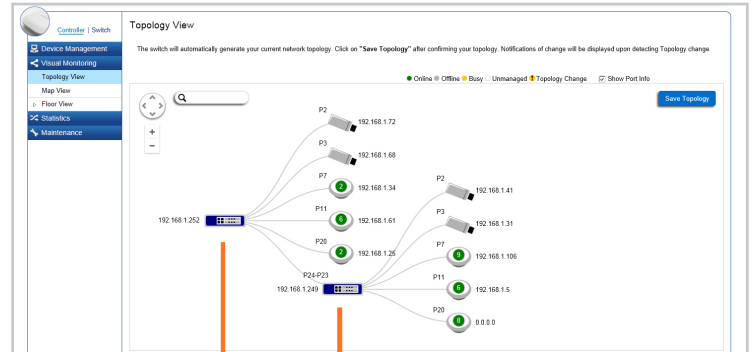 Controller | Switch
Topology View
Device Management
Visual Monitoring
Topology View
Map View
Floor View
Statistics
Maintenance
The switch will automatically generate your current network topology. Click on "Save Topology" after confirming your topology. Notifications of change will be displayed upon detecting Topology change.
Online Offline Busy Unmanaged Topology Change Show Port Info
Save Topology
+
−
P2
192.168.1.72
P3
192.168.1.68
P7
2 192.168.1.34
P11
192.168.1.252
6 192.168.1.61
P20
2 192.168.1.25
P24-P23
192.168.1.249
P2
192.168.1.41
P3
192.168.1.31
P7
9 192.168.1.106
P11
6 192.168.1.5
P20
8 0.0.0.0